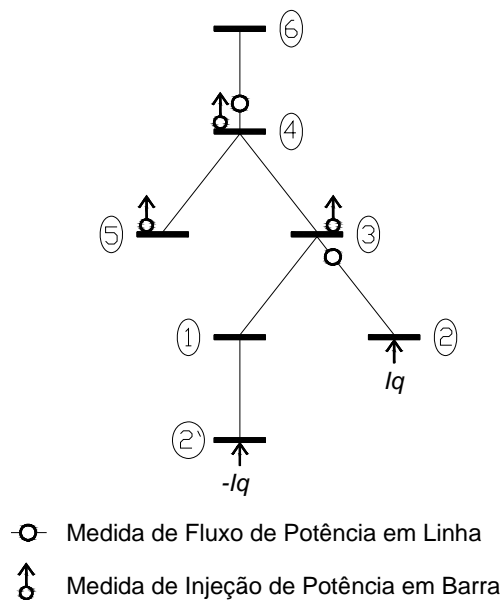 6
4
5
3
1
2
Iq
2'
-Iq
Medida de Fluxo de Potência em Linha
Medida de Injeção de Potência em Barra